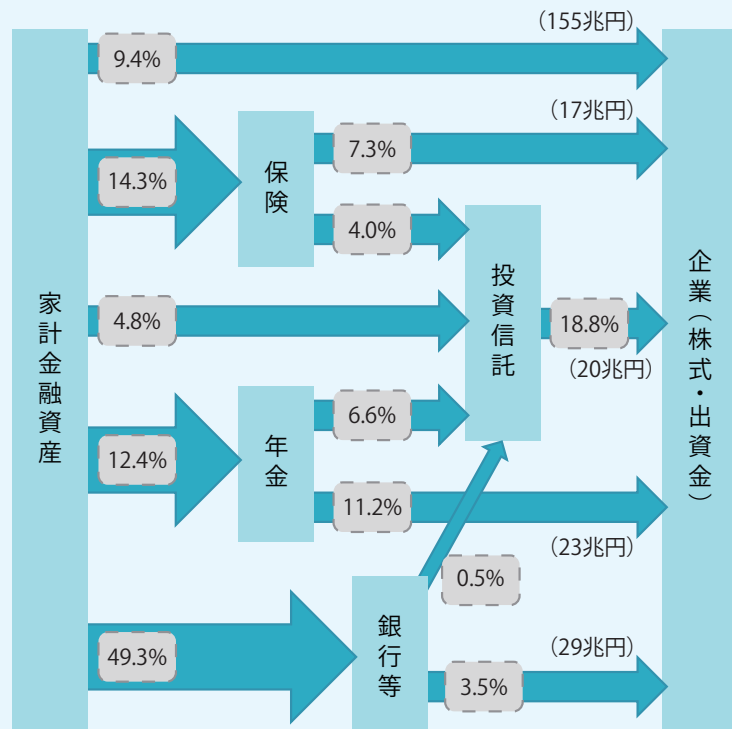 家計金融資産
9.4%
(155兆円)
14.3%
保険
7.3%
(17兆円)
4.0%
4.8%
投資信託
18.8%
(20兆円)
12.4%
年金
6.6%
11.2%
(23兆円)
0.5%
49.3%
銀行等
3.5%
(29兆円)
企業(株式・出資金)